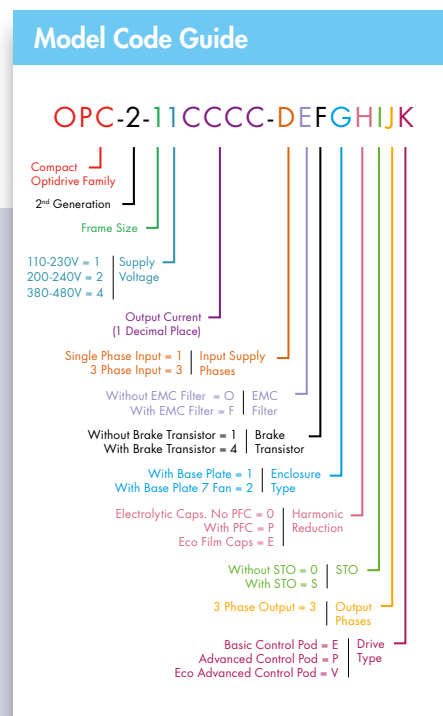 Model Code Guide
OPC-2-11CCCC-DEFGHIJK
Compact
Optidrive Family
2nd Generation
Frame Size
110-230V = 1
200-240V = 2
380-480V = 4
Supply
Voltage
Output Current
(1 Decimal Place)
Single Phase Input = 1
3 Phase Input = 3
Input Supply
Phases
Without EMC Filter = O
With EMC Filter = F
EMC
Filter
Without Brake Transistor = 1
With Brake Transistor = 4
Brake
Transistor
With Base Plate = 1
With Base Plate 7 Fan = 2
Enclosure
Type
Electrolytic Caps. No PFC = 0
With PFC = P
Eco Film Caps = E
Harmonic
Reduction
Without STO = 0
With STO = S
STO
3 Phase Output = 3
Output
Phases
Basic Control Pod = E
Advanced Control Pod = P
Eco Advanced Control Pod = V
Drive
Type